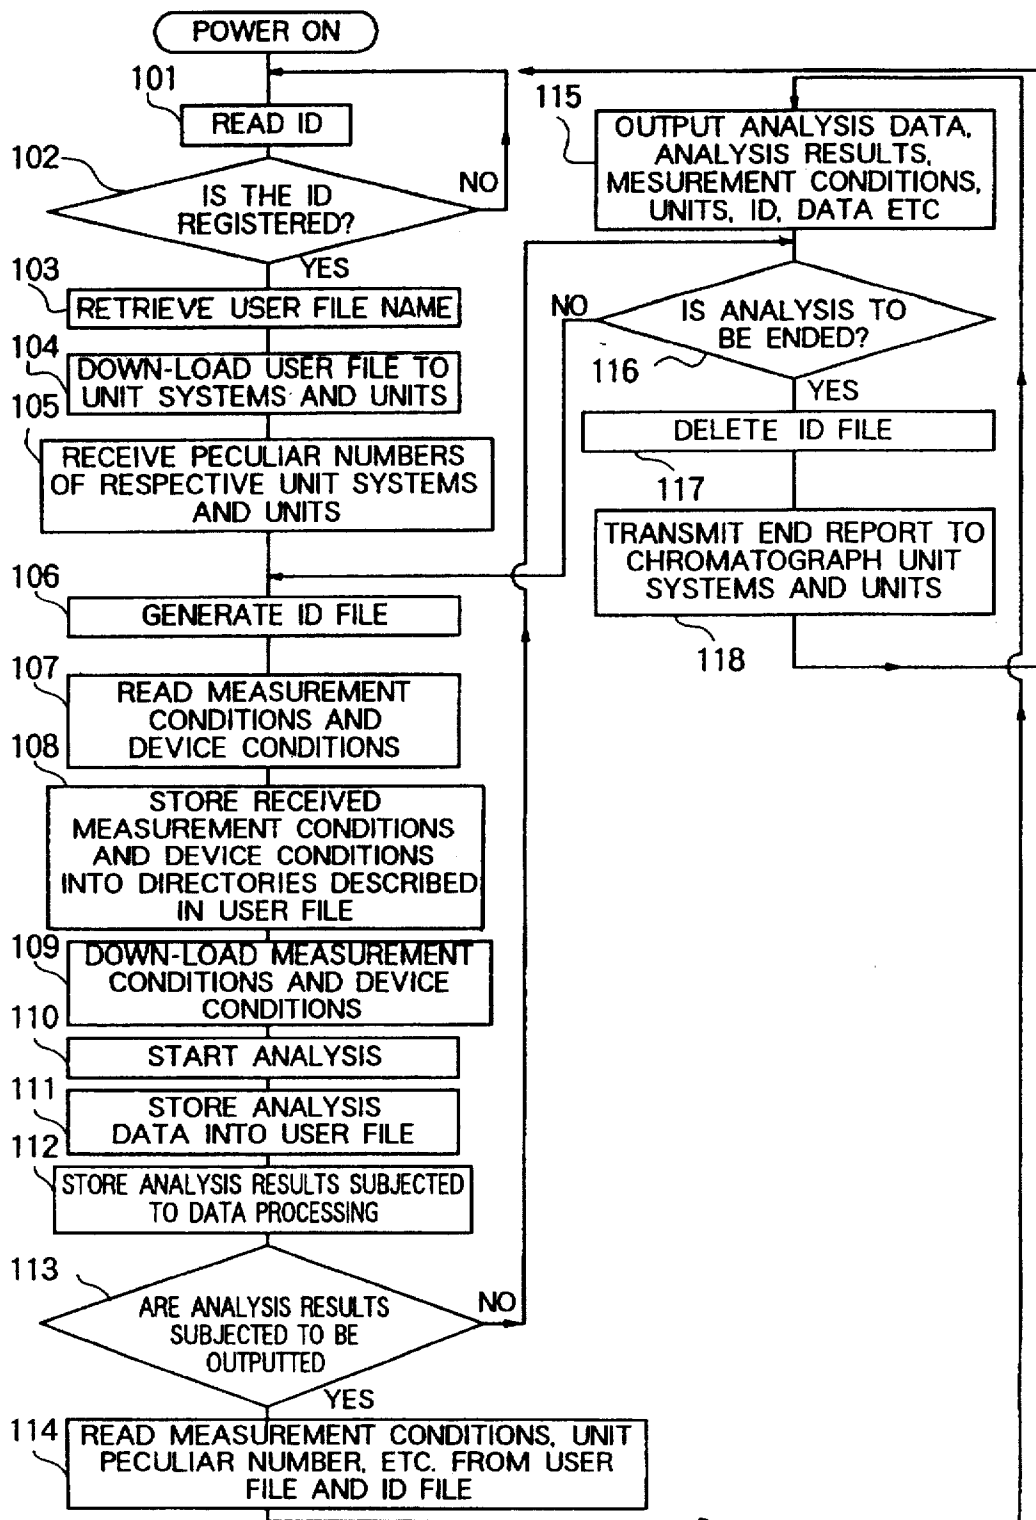 POWER ON
101
READ ID
102
IS THE ID
REGISTERED?
NO
YES
103
RETRIEVE USER FILE NAME
104
DOWN-LOAD USER FILE TO
UNIT SYSTEMS AND UNITS
105
RECEIVE PECULIAR NUMBERS
OF RESPECTIVE UNIT SYSTEMS
AND UNITS
106
GENERATE ID FILE
107
READ MEASUREMENT
CONDITIONS AND
DEVICE CONDITIONS
108
STORE RECEIVED
MEASUREMENT CONDITIONS
AND DEVICE CONDITIONS
INTO DIRECTORIES DESCRIBED
IN USER FILE
109
DOWN-LOAD MEASUREMENT
CONDITIONS AND DEVICE
CONDITIONS
110
START ANALYSIS
111
STORE ANALYSIS
DATA INTO USER FILE
112
STORE ANALYSIS RESULTS SUBJECTED
TO DATA PROCESSING
113
ARE ANALYSIS RESULTS
SUBJECTED TO BE
OUTPUTTED
NO
YES
114
READ MEASUREMENT CONDITIONS, UNIT
PECULIAR NUMBER, ETC. FROM USER
FILE AND ID FILE
115
OUTPUT ANALYSIS DATA,
ANALYSIS RESULTS,
MESUREMENT CONDITIONS,
UNITS, ID, DATA ETC
NO
IS ANALYSIS TO
BE ENDED?
116
YES
DELETE ID FILE
117
TRANSMIT END REPORT TO
CHROMATOGRAPH UNIT
SYSTEMS AND UNITS
118